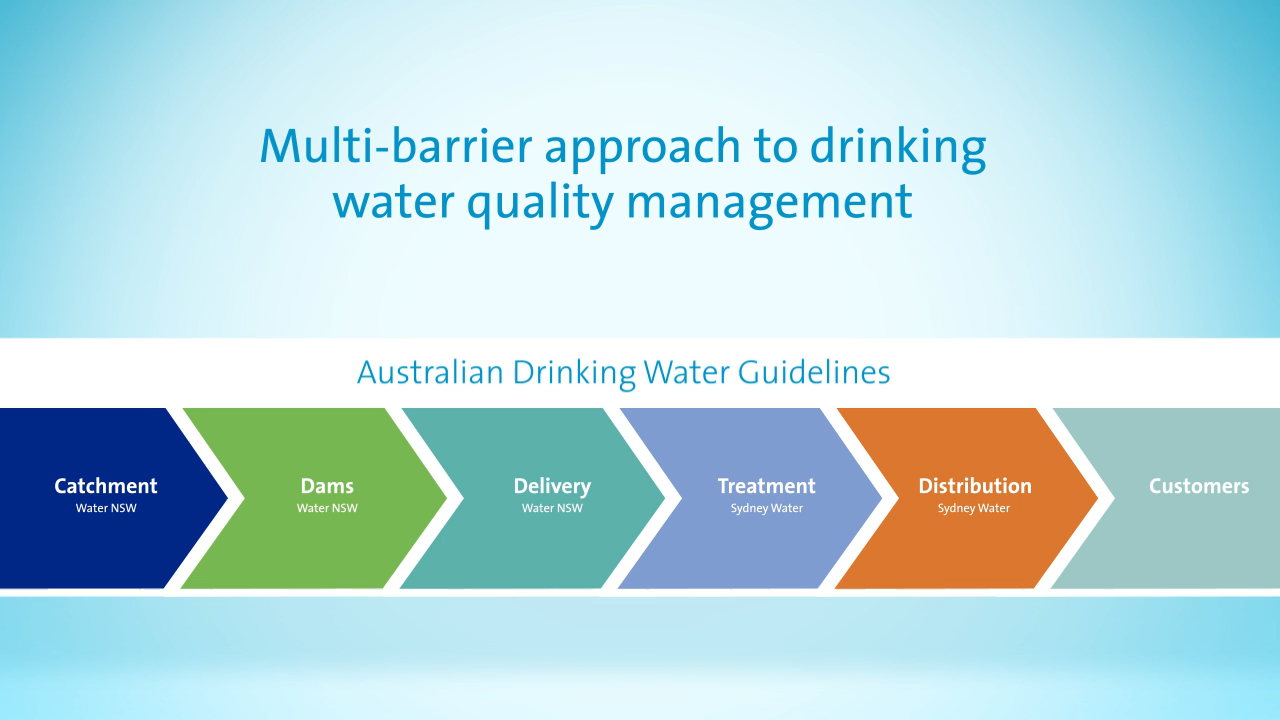 Multi-barrier approach to drinking
water quality management
Australian Drinking Water Guidelines
Catchment
Water NSW
Dams
Water NSW
Delivery
Water NSW
Treatment
Sydney Water
Distribution
Sydney Water
Customers